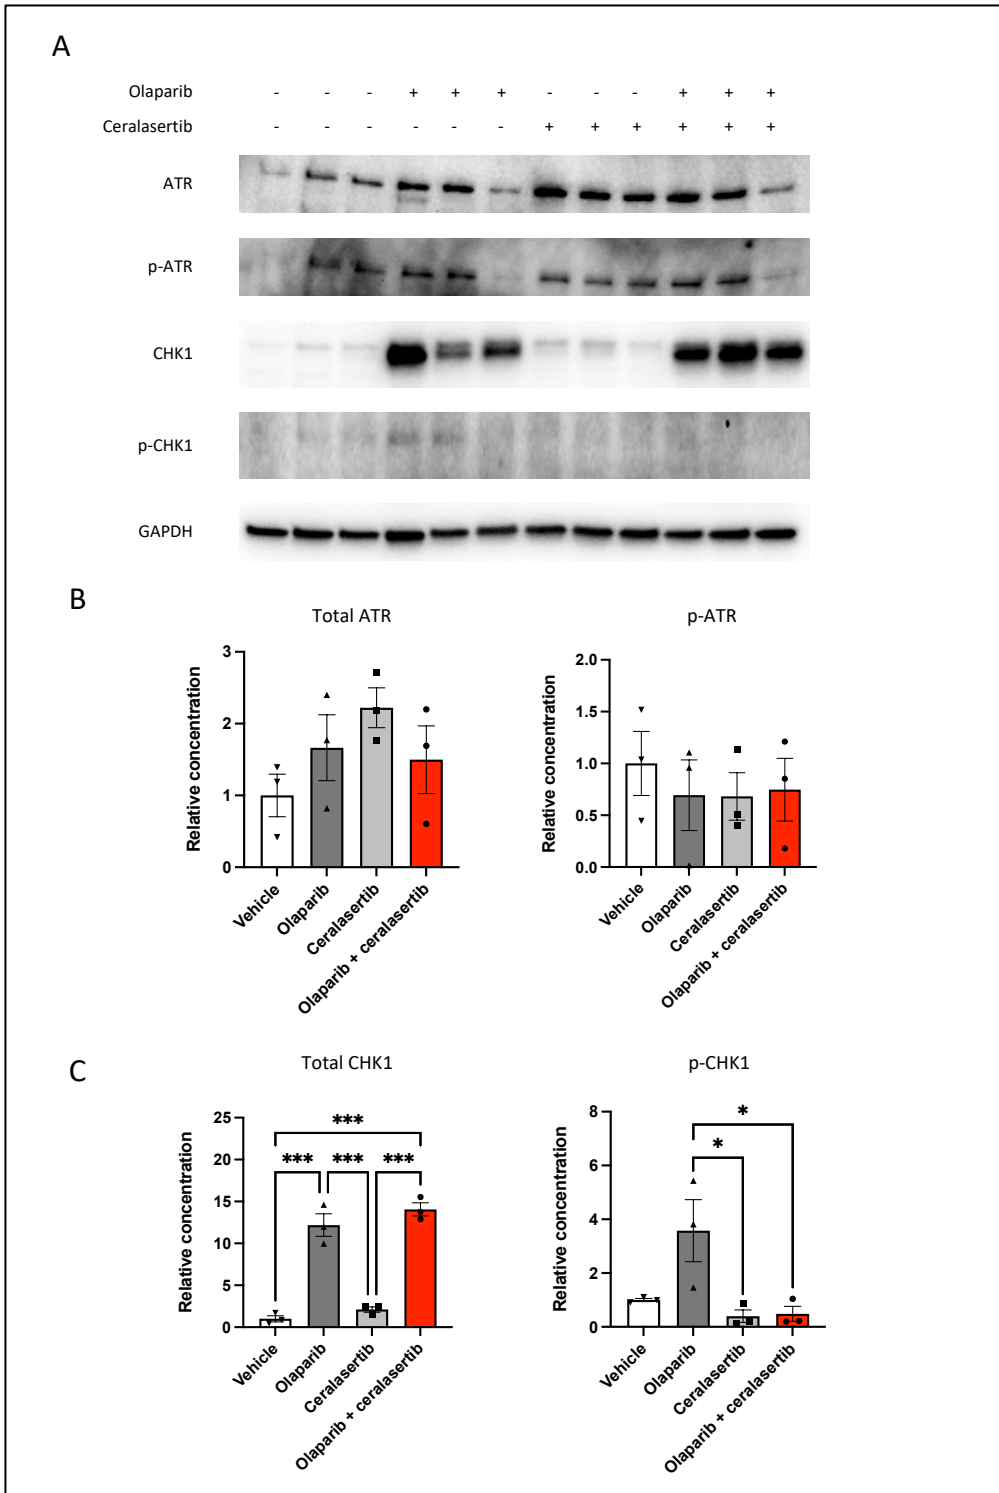 A
Olaparib - - - + + + - - - + + +
Ceralasertib - - - - - - + + + + + +
ATR
p-ATR
CHK1
p-CHK1
GAPDH
B
Total ATR
Relative concentration
3
2
1
0
Vehicle
Olaparib
Ceralasertib
Olaparib + ceralasertib
p-ATR
Relative concentration
2.0
1.5
1.0
0.5
0.0
Vehicle
Olaparib
Ceralasertib
Olaparib + ceralasertib
C
Total CHK1
Relative concentration
25
20
15
10
5
0
***
*** *** ***
Vehicle
Olaparib
Ceralasertib
Olaparib + ceralasertib
p-CHK1
Relative concentration
8
6
4
2
0
*
*
Vehicle
Olaparib
Ceralasertib
Olaparib + ceralasertib